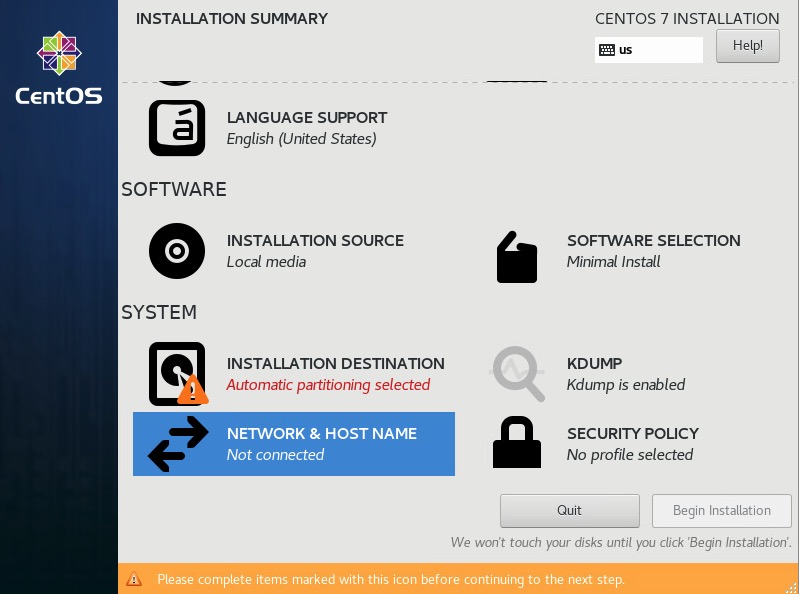 INSTALLATION SUMMARY
CENTOS 7 INSTALLATION
us
Help!
CentOS
á
LANGUAGE SUPPORT
English (United States)
SOFTWARE
INSTALLATION SOURCE
Local media
SOFTWARE SELECTION
Minimal Install
SYSTEM
INSTALLATION DESTINATION
Automatic partitioning selected
KDUMP
Kdump is enabled
NETWORK & HOST NAME
Not connected
SECURITY POLICY
No profile selected
Quit
Begin Installation
We won't touch your disks until you click 'Begin Installation'.
Please complete items marked with this icon before continuing to the next step.